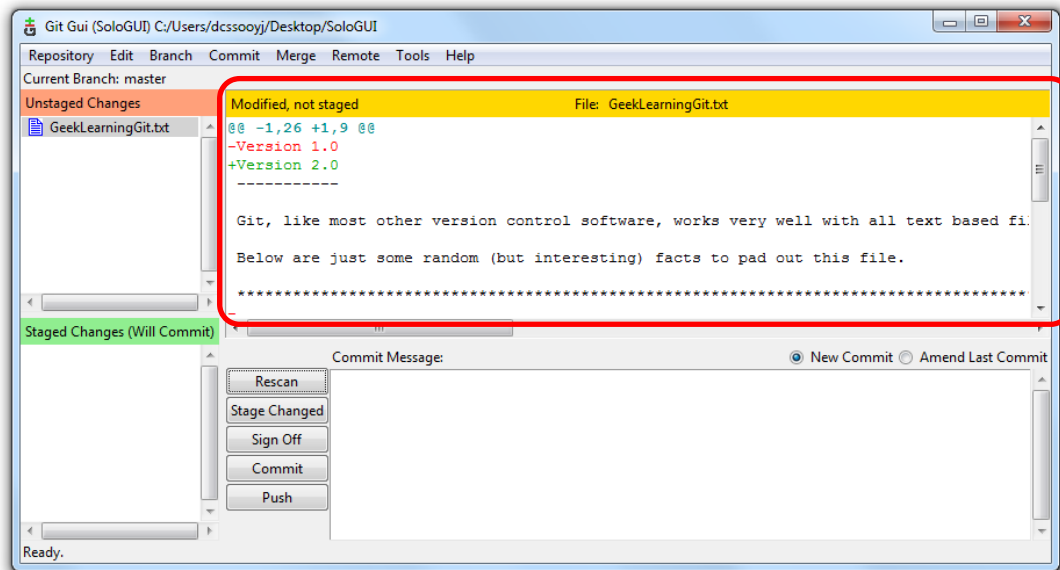 Git Gui (SoloGUI) C:/Users/dcssooyj/Desktop/SoloGUI
Repository Edit Branch Commit Merge Remote Tools Help
Current Branch: master
Unstaged Changes
GeekLearningGit.txt
Modified, not staged File: GeekLearningGit.txt
@@ -1,26 +1,9 @@
-Version 1.0
+Version 2.0
-----------
Git, like most other version control software, works very well with all text based fi
Below are just some random (but interesting) facts to pad out this file.
*************************************************************************************
-
Staged Changes (Will Commit)
Commit Message:
New Commit Amend Last Commit
Rescan
Stage Changed
Sign Off
Commit
Push
Ready.